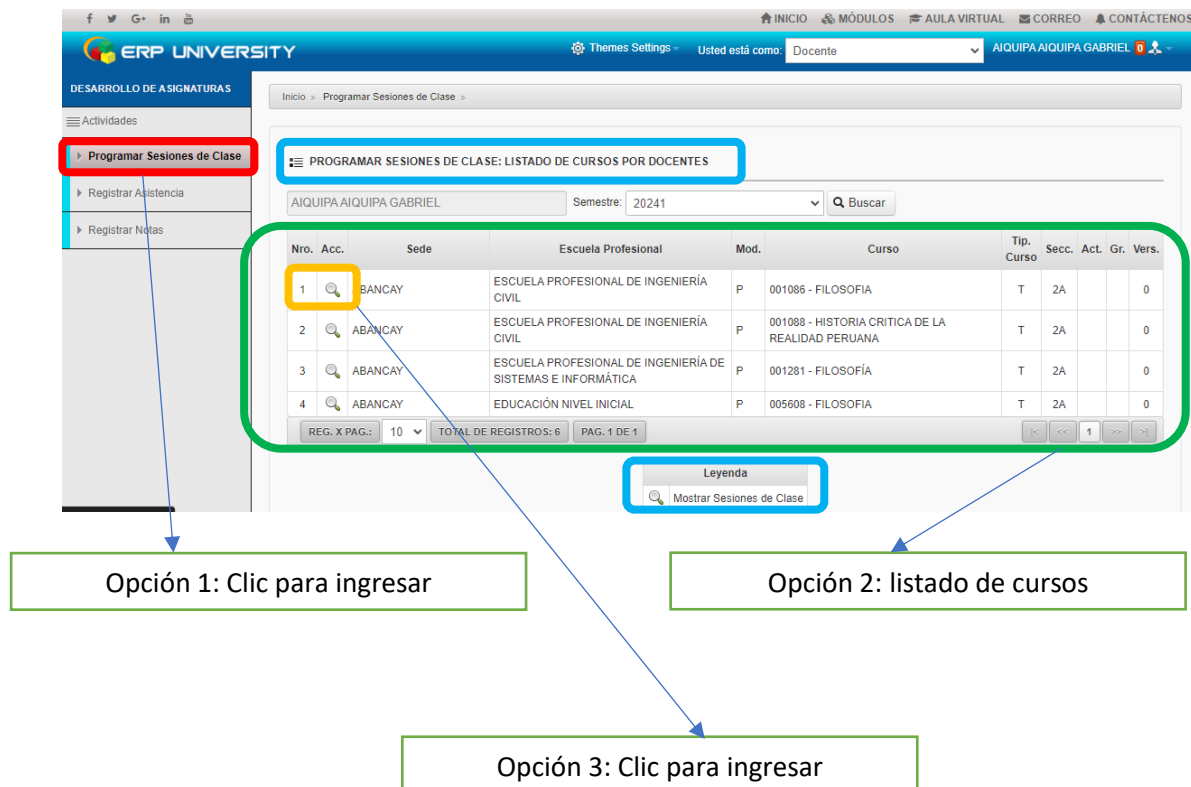 INICIO MÓDULOS AULA VIRTUAL CORREO CONTÁCTENOS
ERP UNIVERSITY
Themes Settings Usted está como: Docente AIQUIPA AIQUIPA GABRIEL 0
DESARROLLO DE ASIGNATURAS
Inicio » Programar Sesiones de Clase »
Actividades
Programar Sesiones de Clase
Registrar Asistencia
Registrar Notas
PROGRAMAR SESIONES DE CLASE: LISTADO DE CURSOS POR DOCENTES
AIQUIPA AIQUIPA GABRIEL Semestre: 20241 Buscar
Nro. Acc. Sede Escuela Profesional Mod. Curso Tip. Curso Secc. Act. Gr. Vers.
1 ABANCAY ESCUELA PROFESIONAL DE INGENIERÍA CIVIL P 001086 - FILOSOFIA T 2A 0
2 ABANCAY ESCUELA PROFESIONAL DE INGENIERÍA CIVIL P 001088 - HISTORIA CRITICA DE LA REALIDAD PERUANA T 2A 0
3 ABANCAY ESCUELA PROFESIONAL DE INGENIERÍA DE SISTEMAS E INFORMÁTICA P 001281 - FILOSOFÍA T 2A 0
4 ABANCAY EDUCACIÓN NIVEL INICIAL P 005608 - FILOSOFIA T 2A 0
REG. X PAG.: 10 TOTAL DE REGISTROS: 6 PAG. 1 DE 1 |< << 1 >> >|
Leyenda
Mostrar Sesiones de Clase
Opción 1: Clic para ingresar
Opción 2: listado de cursos
Opción 3: Clic para ingresar